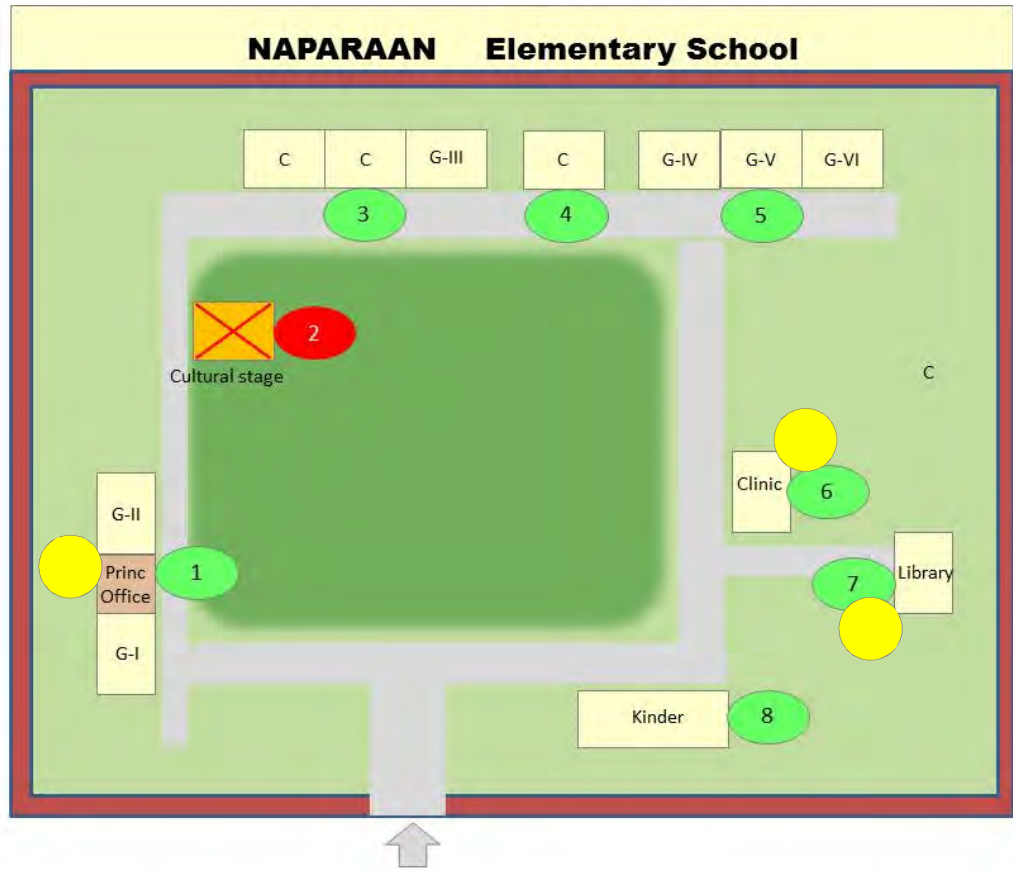 NAPARAAN Elementary School
C C G-III C G-IV G-V G-VI
3 4 5
2
Cultural stage
C
Clinic
6
G-II
Princ
Office
1
7
Library
G-I
Kinder
8